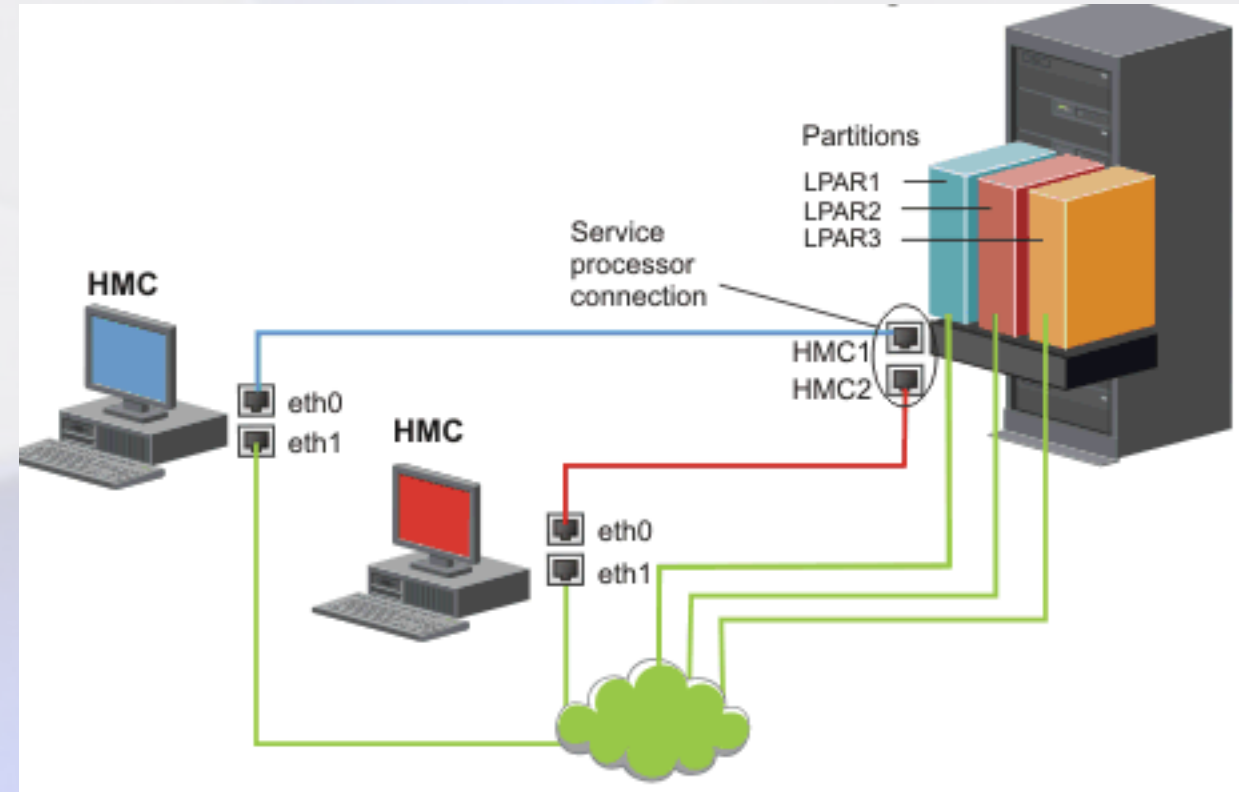 Partitions
LPAR1
LPAR2
LPAR3
Service
processor
connection
HMC
HMC1
HMC2
eth0
eth1
HMC
eth0
eth1